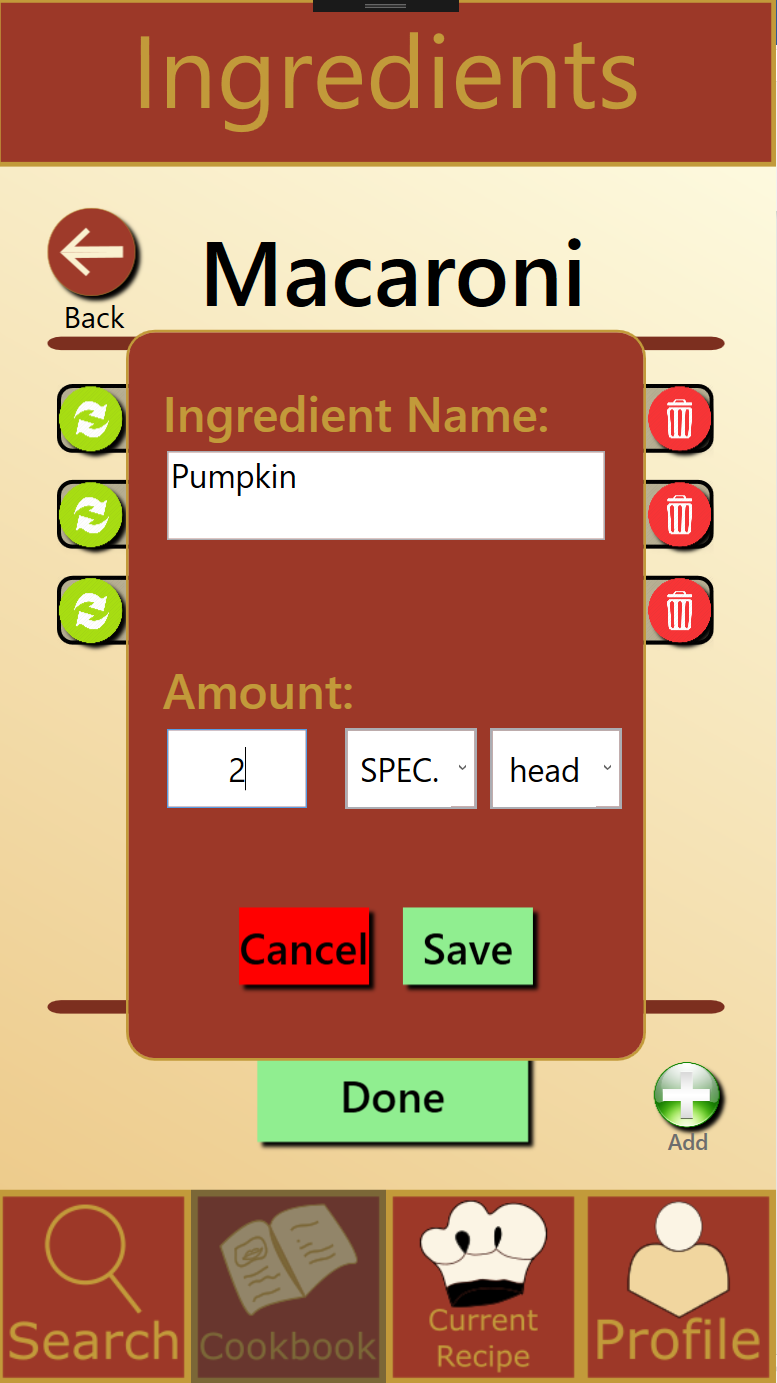 Ingredients
Macaroni
Back
Ingredient Name:
Pumpkin
Amount:
2 SPEC. head
Cancel Save
Done
Add
Search Cookbook Current Recipe Profile